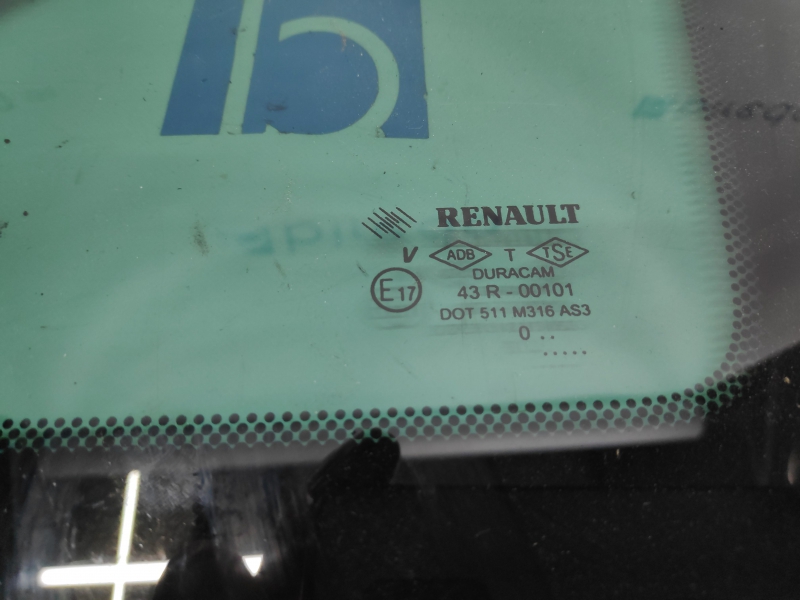 RENAULT
V ADB T TSE
DURACAM
E17 43 R - 00101
DOT 511 M316 AS3
0 ..
.....